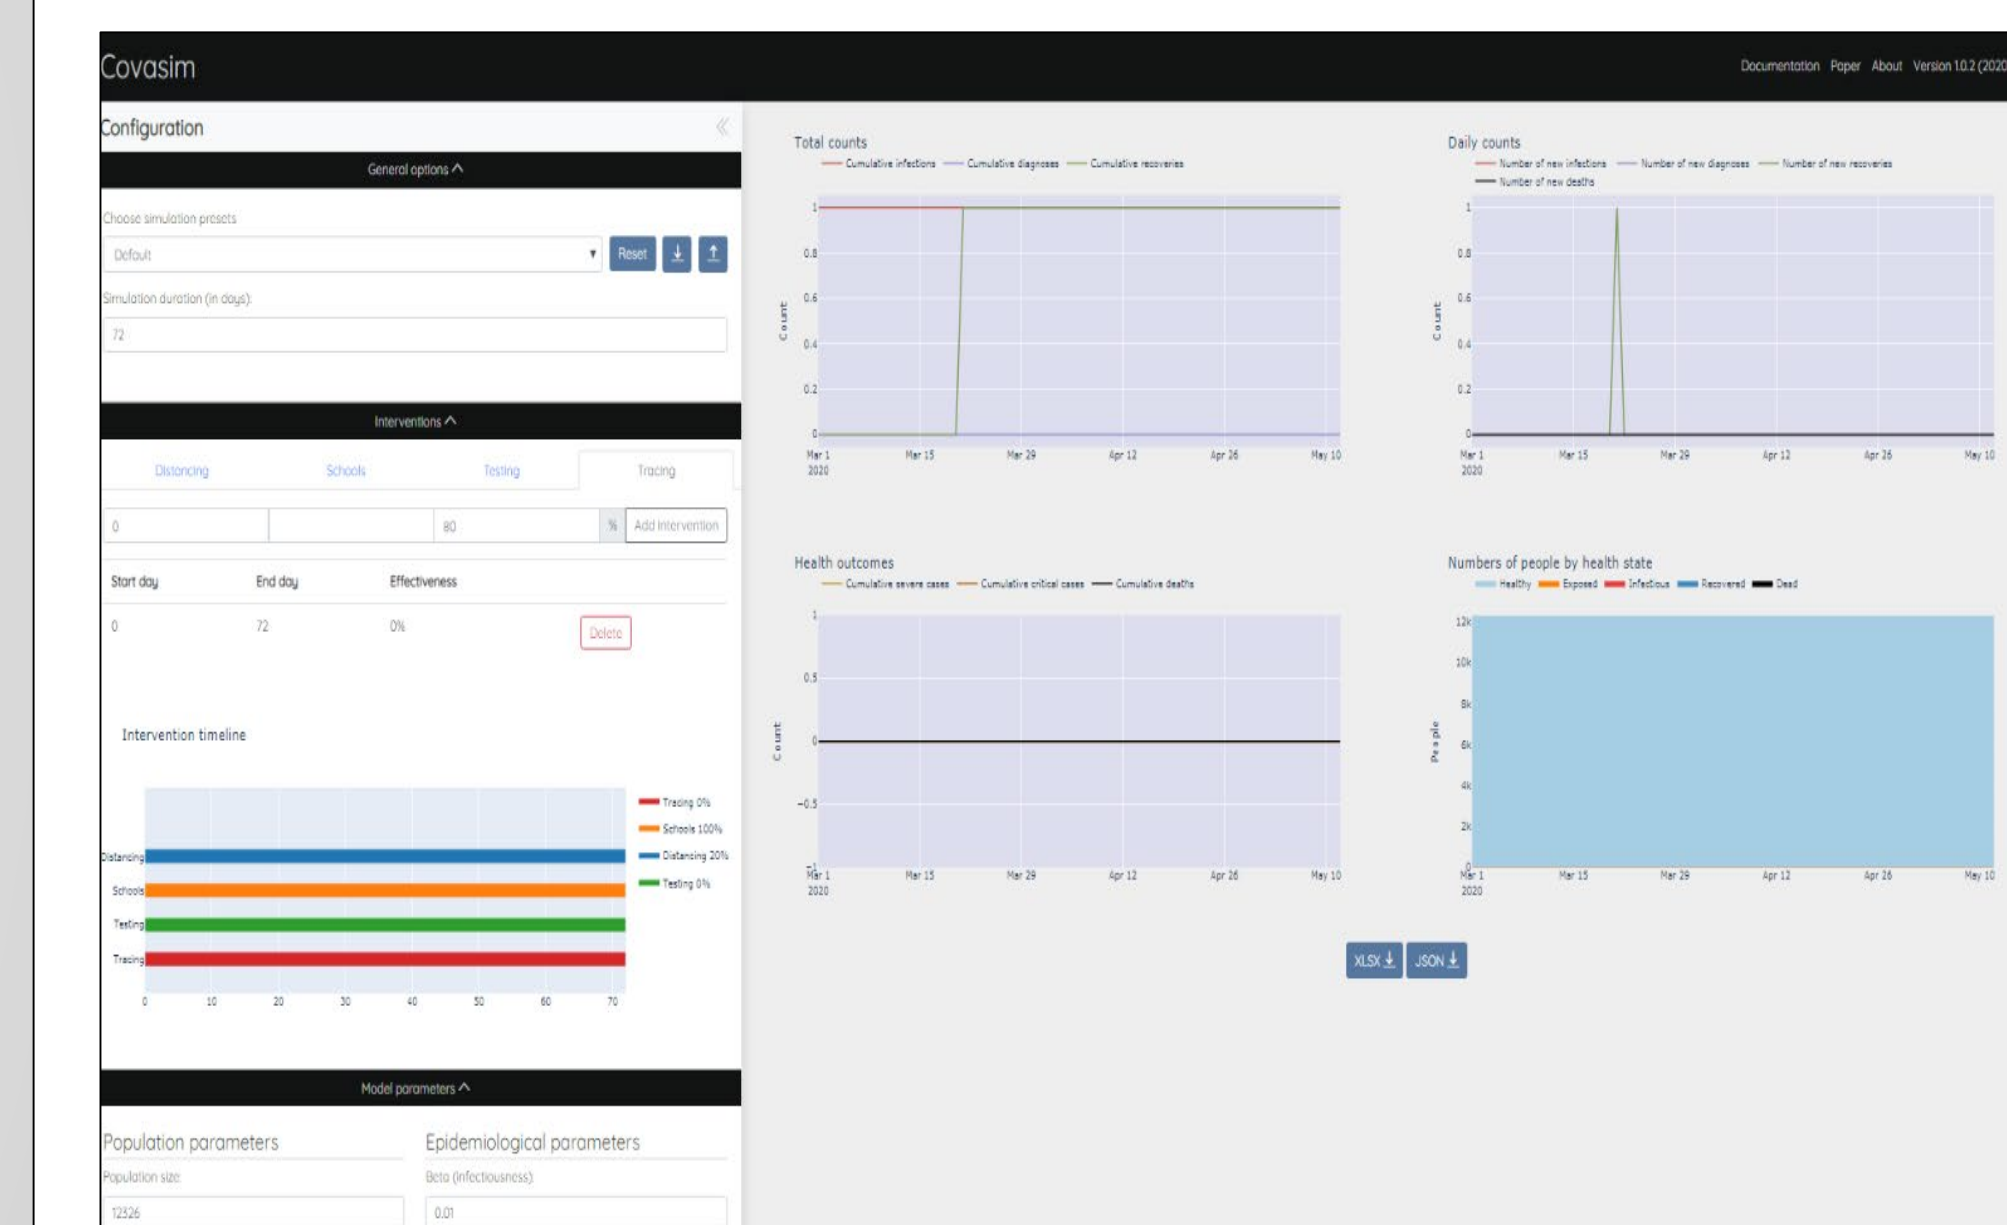 Covasim
Documentation Paper About Version 1.0.2 (2020
Configuration
General options
Choose simulation presets
Default
Reset
Simulation duration (in days):
72
Interventions
Distancing Schools Testing Tracing
0 80 % Add intervention
Start day End day Effectiveness
0 72 0% Delete
Intervention timeline
Tracing 0%
Schools 100%
Distancing 20%
Testing 0%
Distancing
Schools
Testing
Tracing
0 10 20 30 40 50 60 70
Model parameters
Population parameters
Population size:
12326
Epidemiological parameters
Beta (infectiousness):
0.01
Total counts
Cumulative infections Cumulative diagnoses Cumulative recoveries
1
0.8
0.6
0.4
0.2
0
Count
Mar 1 Mar 15 Mar 29 Apr 12 Apr 26 May 10
2020
Daily counts
Number of new infections Number of new diagnoses Number of new recoveries
Number of new deaths
1
0.8
0.6
0.4
0.2
0
Count
Mar 1 Mar 15 Mar 29 Apr 12 Apr 26 May 10
2020
Health outcomes
Cumulative severe cases Cumulative critical cases Cumulative deaths
1
0.5
0
−0.5
−1
Count
Mar 1 Mar 15 Mar 29 Apr 12 Apr 26 May 10
2020
Numbers of people by health state
Healthy Exposed Infectious Recovered Dead
12k
10k
8k
6k
4k
2k
0
People
Mar 1 Mar 15 Mar 29 Apr 12 Apr 26 May 10
2020
XLSX JSON